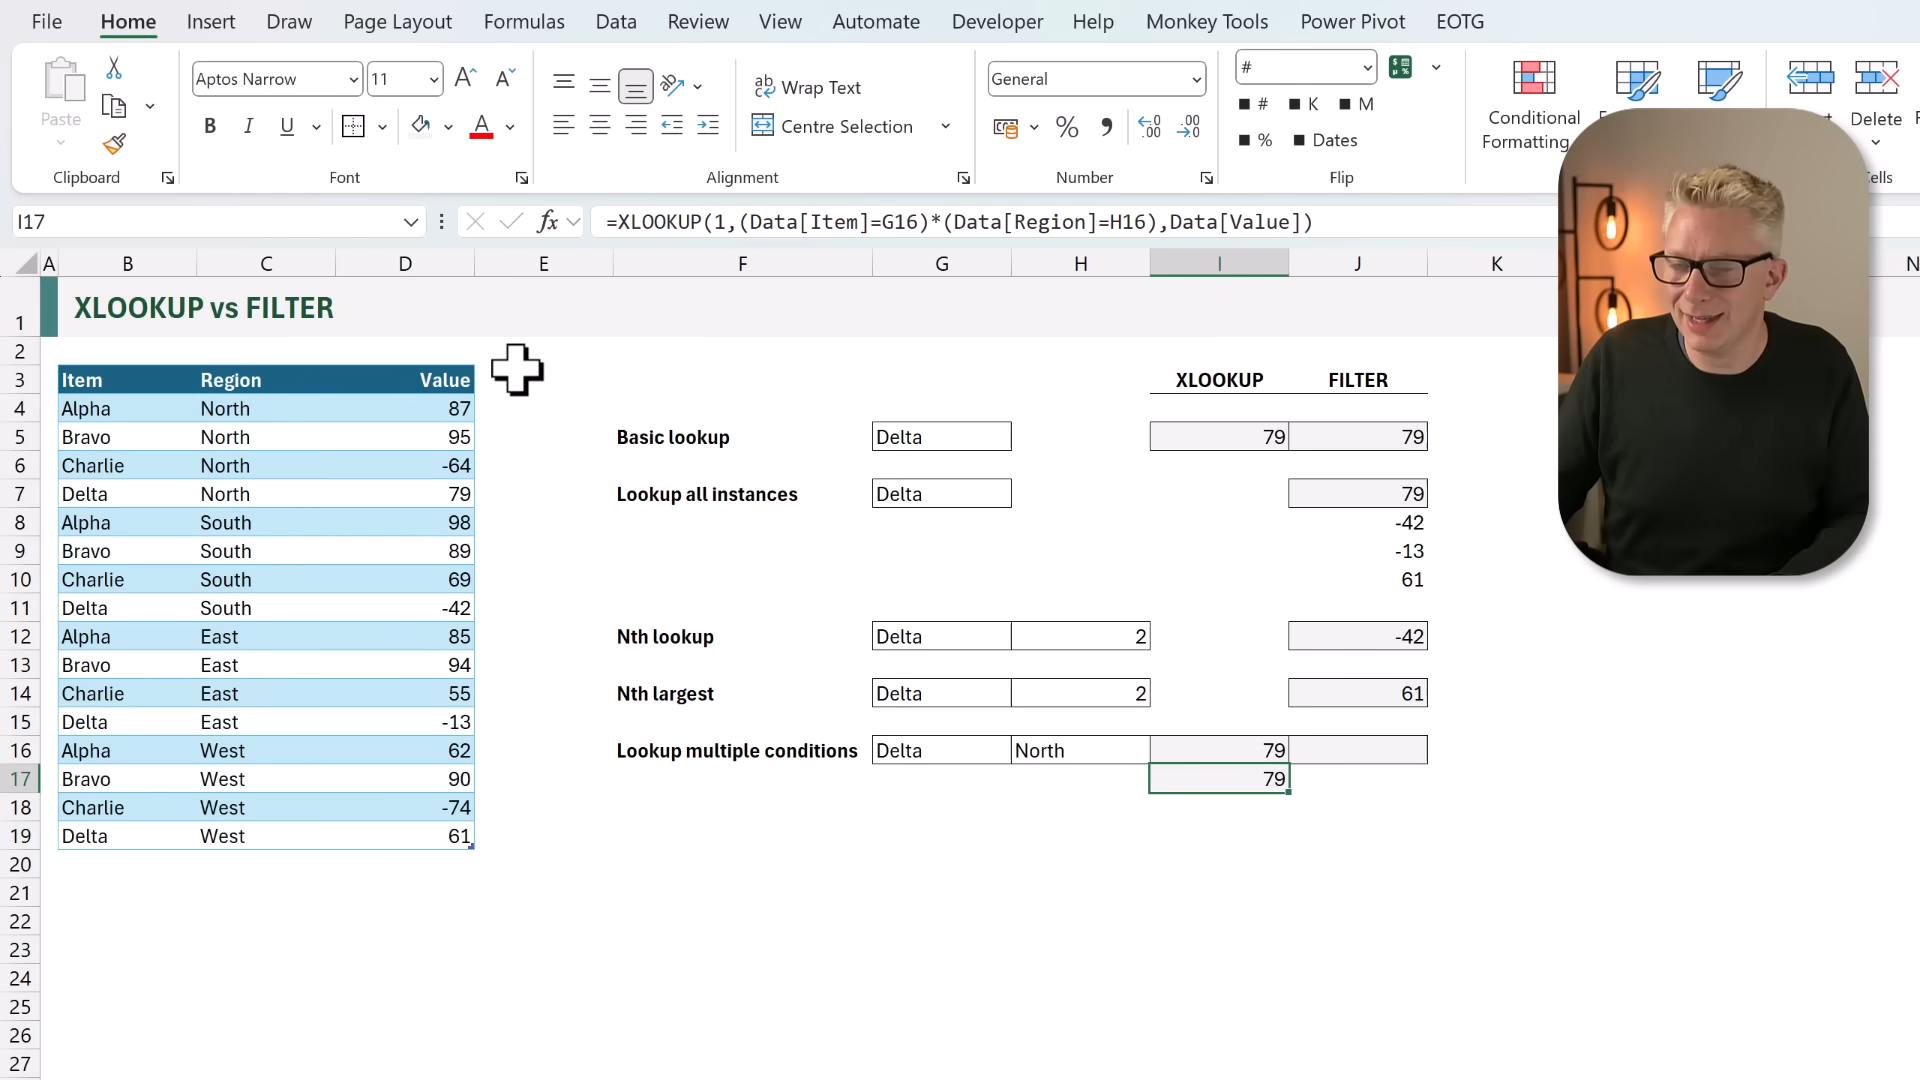 File Home Insert Draw Page Layout Formulas Data Review View Automate Developer Help Monkey Tools Power Pivot EOTG
Paste
Aptos Narrow 11 A A
B I U A
ab Wrap Text
Centre Selection
General
% .00 .00
#
# K M
% Dates
Conditional Formatting
Delete
Clipboard Font Alignment Number Flip
I17 fx =XLOOKUP(1,(Data[Item]=G16)*(Data[Region]=H16),Data[Value])
A B C D E F G H I J K N
1 XLOOKUP vs FILTER
2
3 Item Region Value XLOOKUP FILTER
4 Alpha North 87
5 Bravo North 95 Basic lookup Delta 79 79
6 Charlie North -64
7 Delta North 79 Lookup all instances Delta 79
8 Alpha South 98 -42
9 Bravo South 89 -13
10 Charlie South 69 61
11 Delta South -42
12 Alpha East 85 Nth lookup Delta 2 -42
13 Bravo East 94
14 Charlie East 55 Nth largest Delta 2 61
15 Delta East -13
16 Alpha West 62 Lookup multiple conditions Delta North 79
17 Bravo West 90 79
18 Charlie West -74
19 Delta West 61
20
21
22
23
24
25
26
27